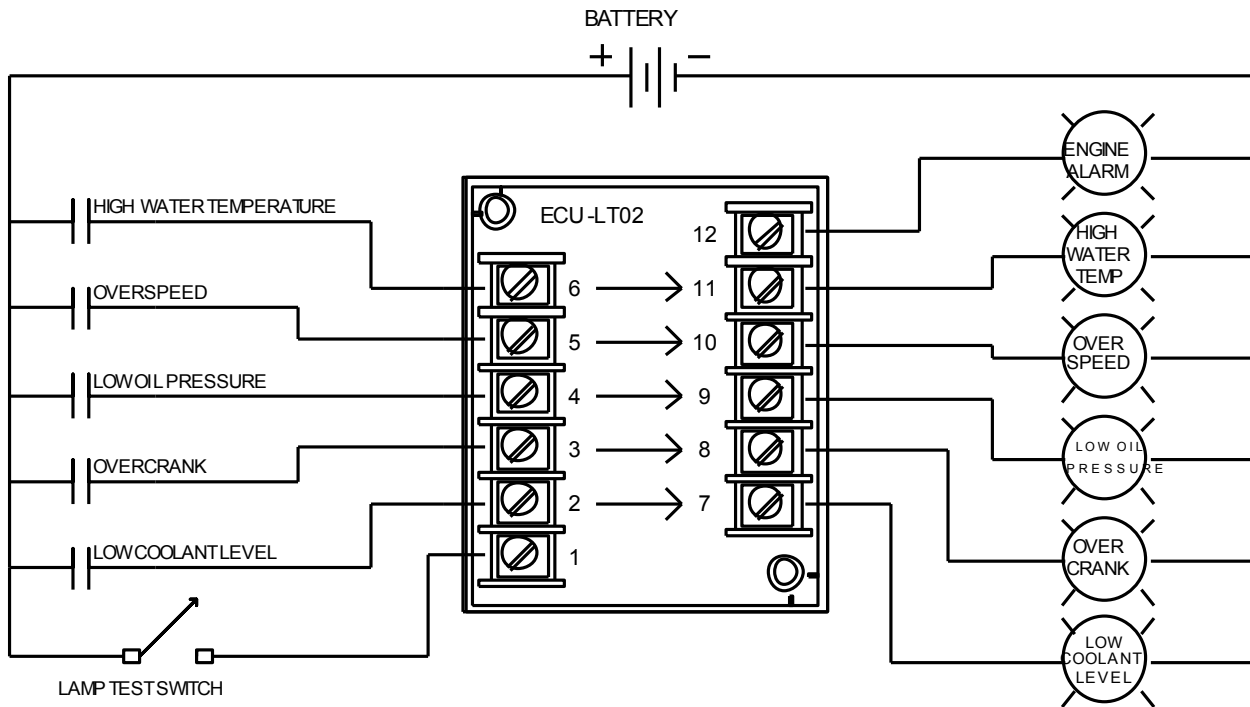 BATTERY
+ −
ENGINE
ALARM
HIGH WATER TEMPERATURE
ECU-LT02
12
HIGH
WATER
TEMP
6
11
OVERSPEED
5
10
OVER
SPEED
LOW OIL PRESSURE
4
9
OVERCRANK
3
8
LOW OIL
PRESSURE
2
7
LOW COOLANT LEVEL
1
OVER
CRANK
LOW
COOLANT
LEVEL
LAMP TEST SWITCH